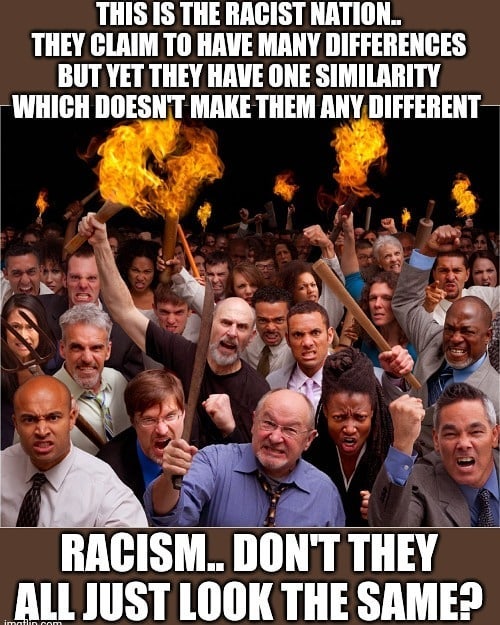 THIS IS THE RACIST NATION..
THEY CLAIM TO HAVE MANY DIFFERENCES
BUT YET THEY HAVE ONE SIMILARITY
WHICH DOESN'T MAKE THEM ANY DIFFERENT
RACISM.. DON'T THEY
ALL JUST LOOK THE SAME?
imgflip.com